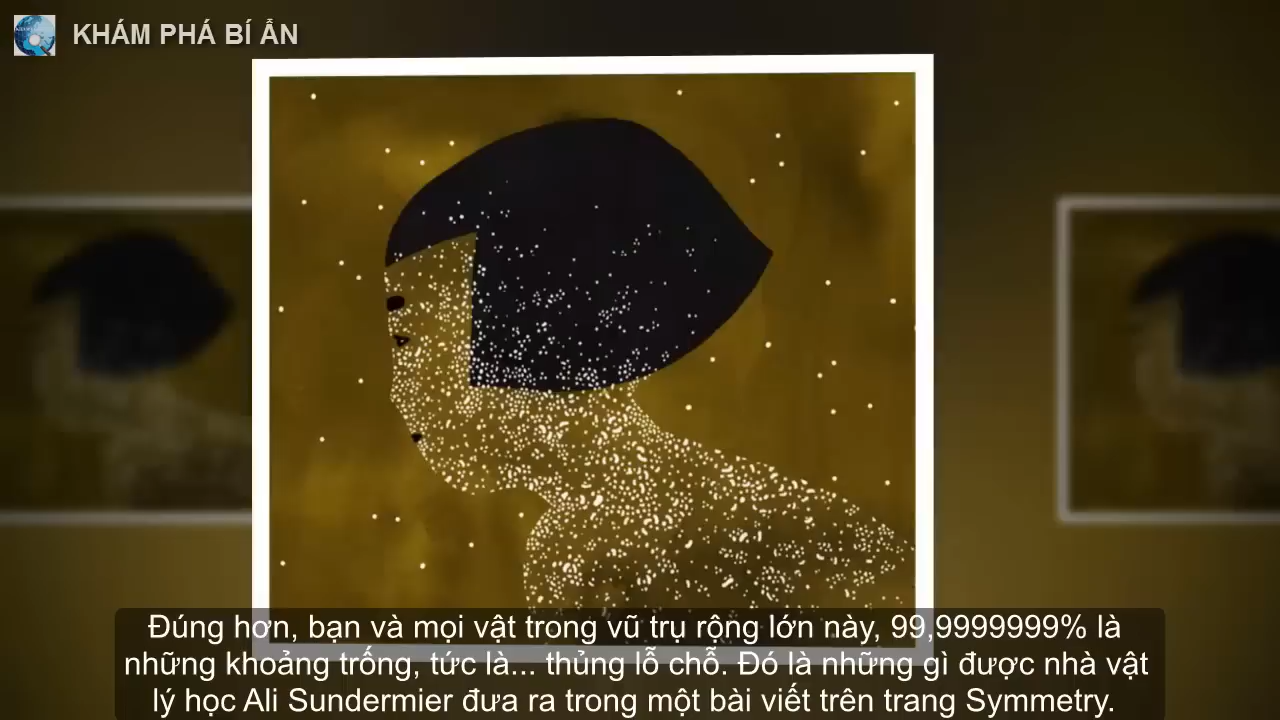 KHÁM PHÁ BÍ ẨN
Đúng hơn, bạn và mọi vật trong vũ trụ rộng lớn này, 99,9999999% là
những khoảng trống, tức là... thủng lỗ chỗ. Đó là những gì được nhà vật
lý học Ali Sundermier đưa ra trong một bài viết trên trang Symmetry.